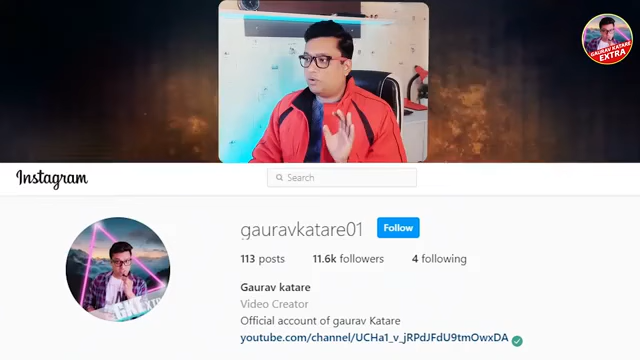 GAURAV KATARE
EXTRA
Instagram
Search
gauravkatare01 Follow
113 posts 11.6k followers 4 following
Gaurav katare
Video Creator
Official account of gaurav Katare
youtube.com/channel/UCHa1_v_jRPdJFdU9tmOwxDA